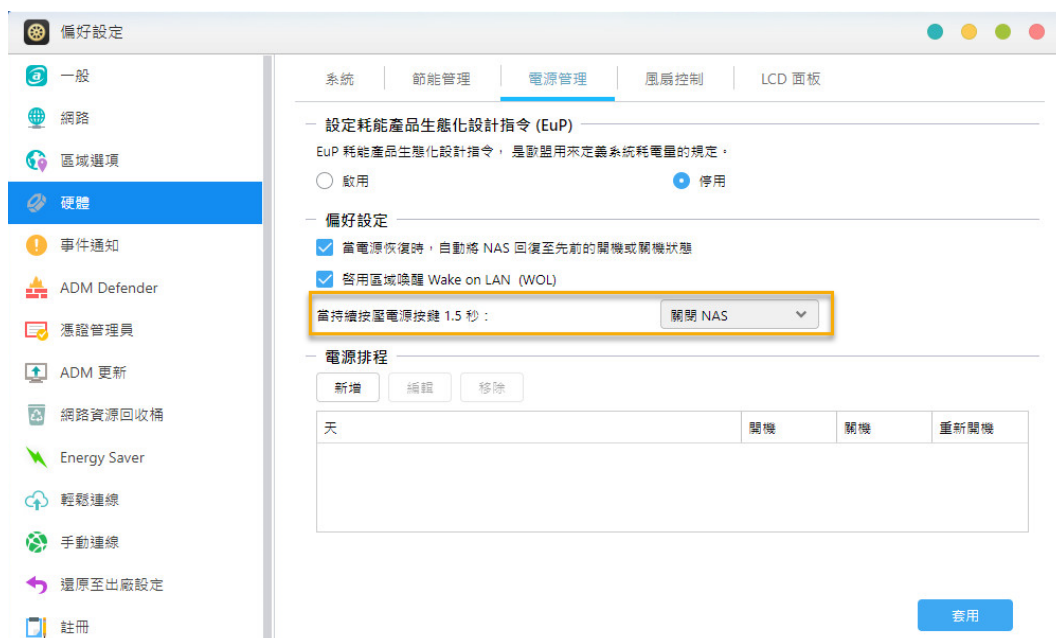 偏好設定
一般
網路
區域選項
硬體
事件通知
ADM Defender
憑證管理員
ADM 更新
網路資源回收桶
Energy Saver
輕鬆連線
手動連線
還原至出廠設定
註冊
系統 節能管理 電源管理 風扇控制 LCD 面板
設定耗能產品生態化設計指令 (EuP)
EuP 耗能產品生態化設計指令， 是歐盟用來定義系統耗電量的規定。
啟用 停用
偏好設定
當電源恢復時，自動將 NAS 回復至先前的開機或關機狀態
啓用區域喚醒 Wake on LAN (WOL)
當持續按壓電源按鍵 1.5 秒： 關閉 NAS
電源排程
新增 編輯 移除
天 開機 關機 重新開機
套用